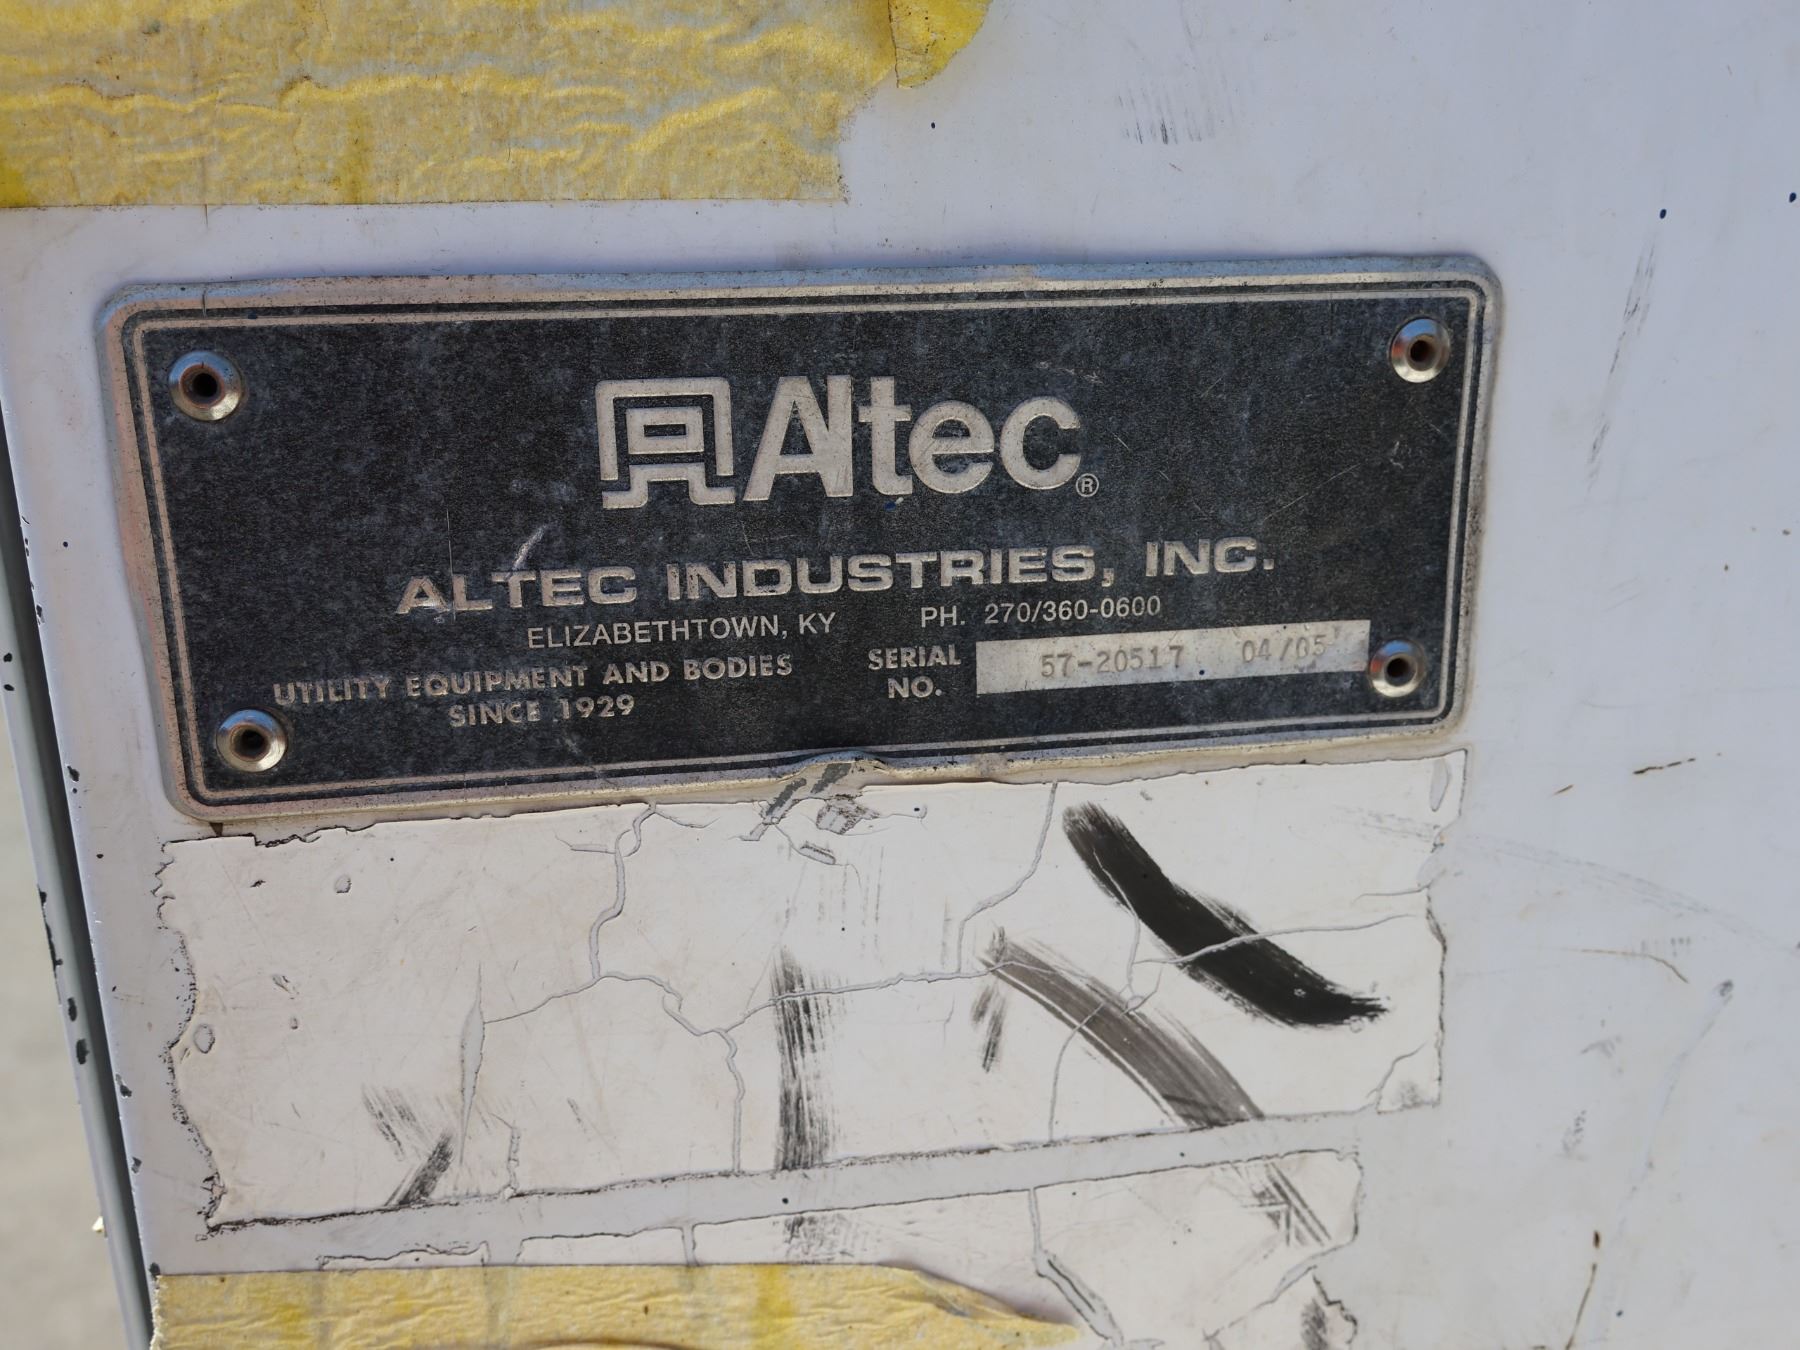 Altec®
ALTEC INDUSTRIES, INC.
ELIZABETHTOWN, KY PH. 270/360-0600
UTILITY EQUIPMENT AND BODIES
SINCE 1929
SERIAL NO. 57-20517 04/05